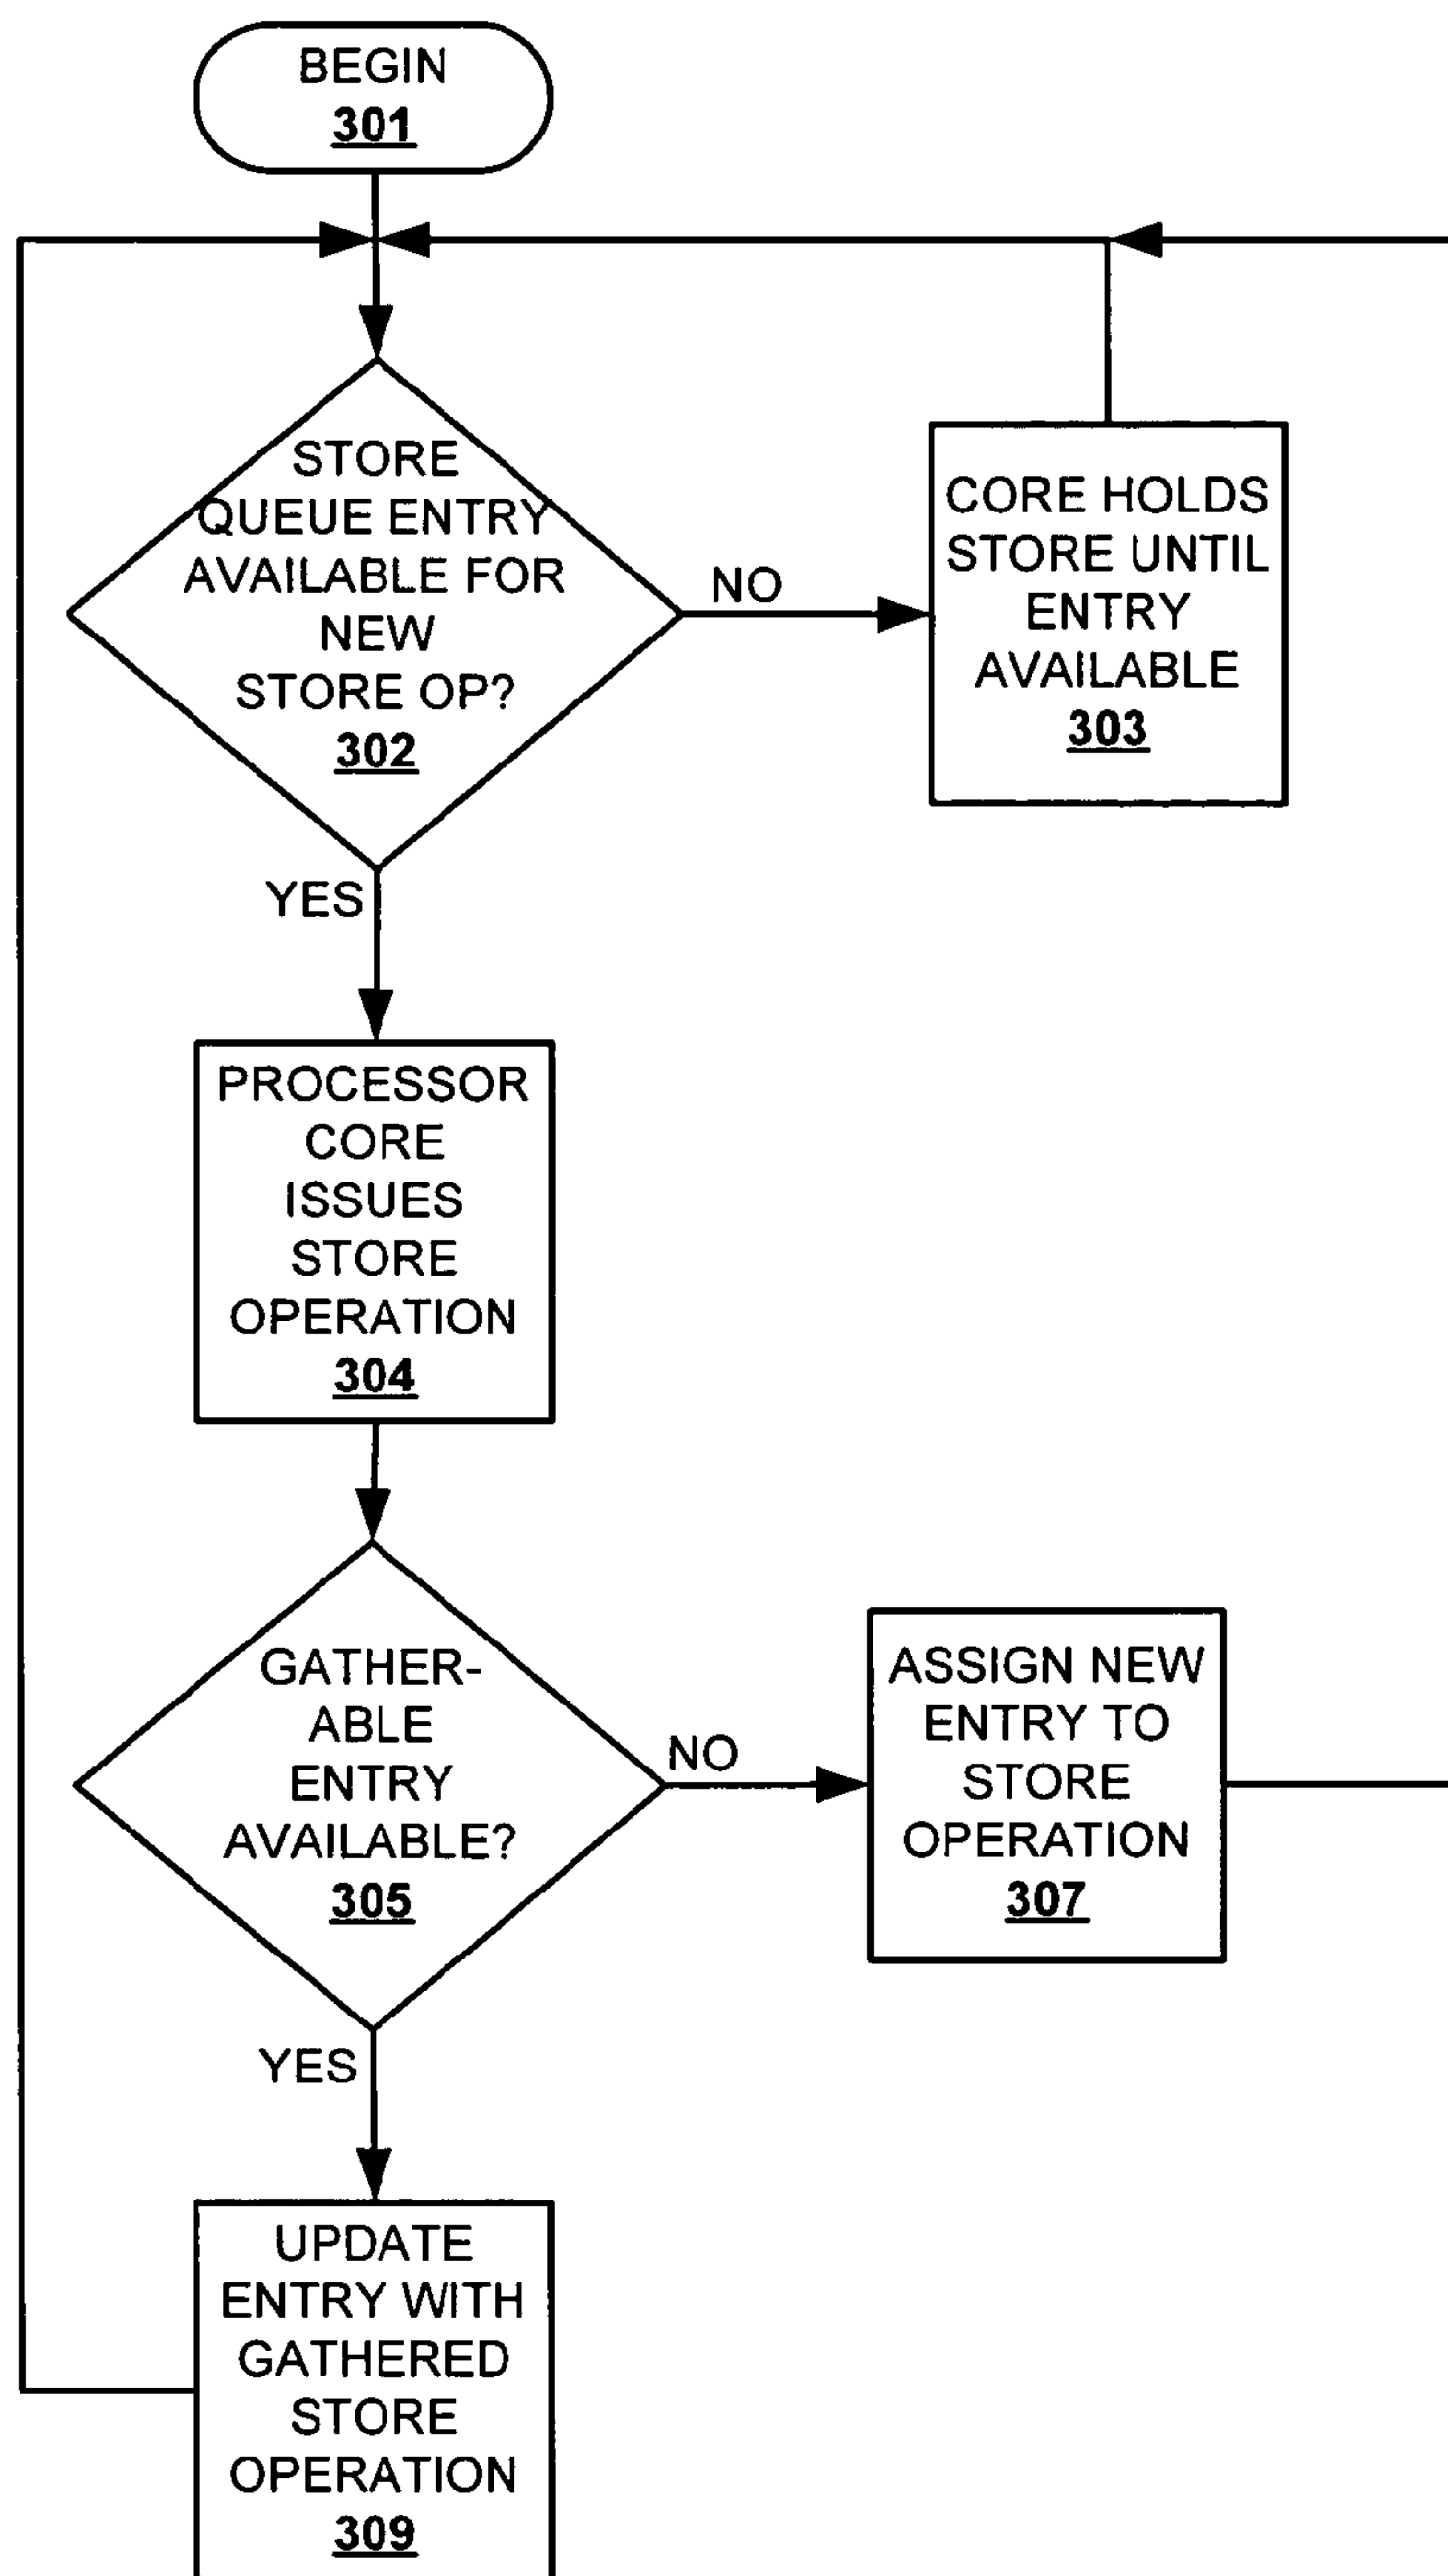 BEGIN
301
STORE
QUEUE ENTRY
AVAILABLE FOR
NEW
STORE OP?
302
NO
CORE HOLDS
STORE UNTIL
ENTRY
AVAILABLE
303
YES
PROCESSOR
CORE
ISSUES
STORE
OPERATION
304
GATHER-
ABLE
ENTRY
AVAILABLE?
305
NO
ASSIGN NEW
ENTRY TO
STORE
OPERATION
307
YES
UPDATE
ENTRY WITH
GATHERED
STORE
OPERATION
309